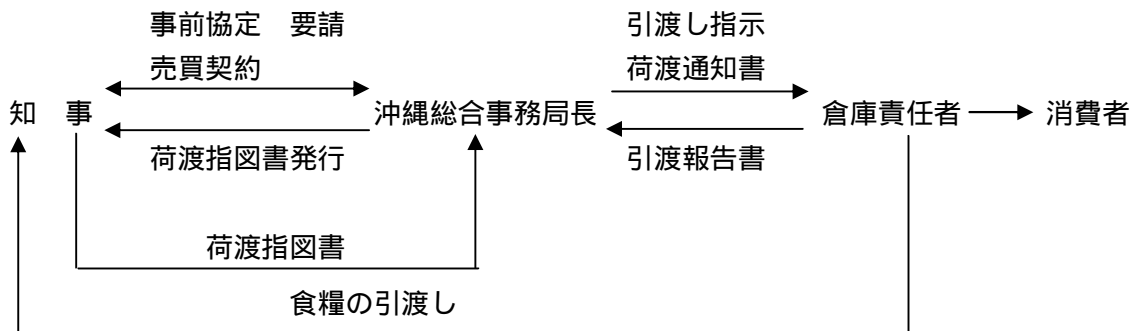 事前協定　要請
引渡し指示
売買契約
荷渡通知書
知　事
沖縄総合事務局長
倉庫責任者
消費者
荷渡指図書発行
引渡報告書
荷渡指図書
食糧の引渡し